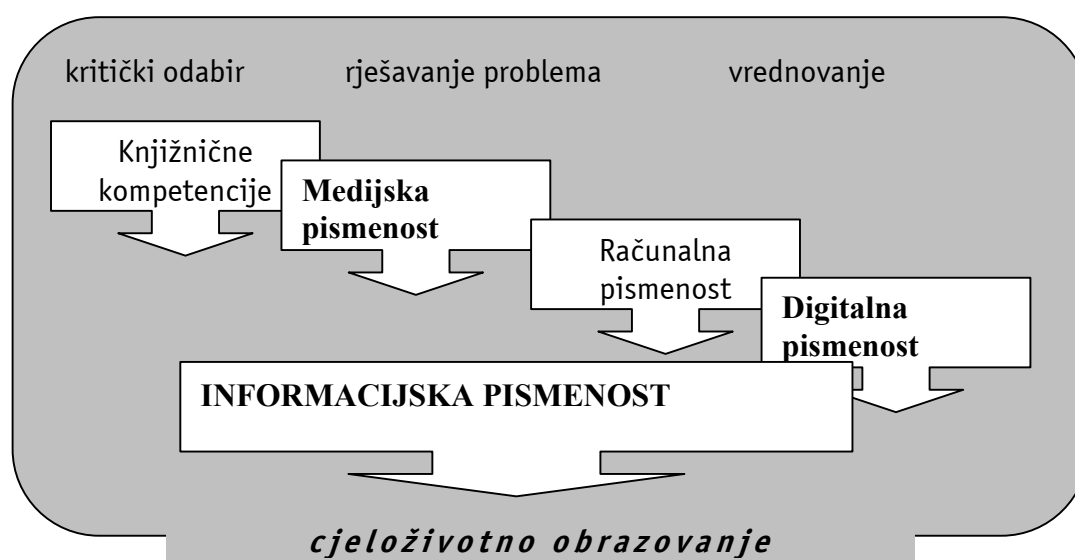 kritički odabir rješavanje problema vrednovanje
Knjižnične
kompetencije
Medijska
pismenost
Računalna
pismenost
Digitalna
pismenost
INFORMACIJSKA PISMENOST
cjeloživotno obrazovanje